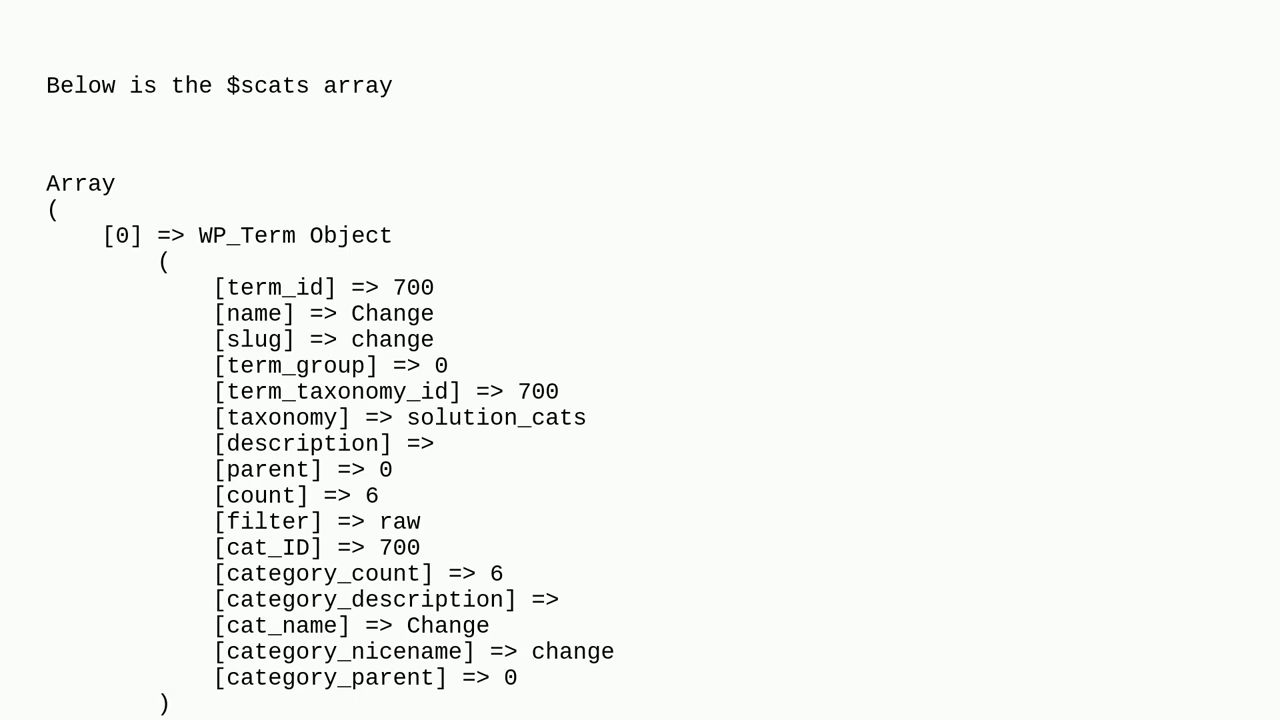 Below is the $scats array
Array
(
    [0] => WP_Term Object
        (
            [term_id] => 700
            [name] => Change
            [slug] => change
            [term_group] => 0
            [term_taxonomy_id] => 700
            [taxonomy] => solution_cats
            [description] =>
            [parent] => 0
            [count] => 6
            [filter] => raw
            [cat_ID] => 700
            [category_count] => 6
            [category_description] =>
            [cat_name] => Change
            [category_nicename] => change
            [category_parent] => 0
        )